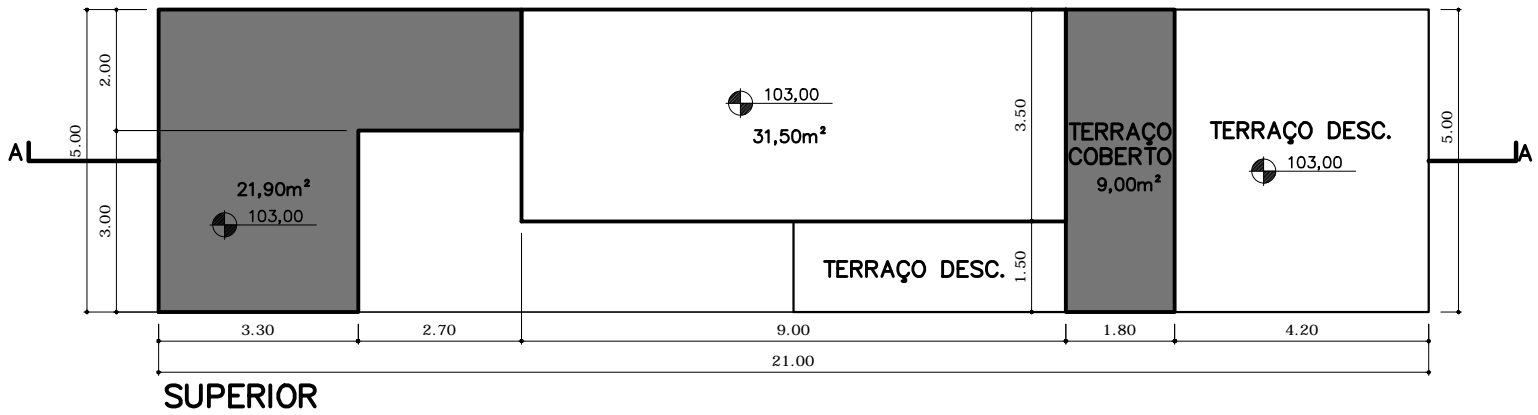 2.00
5.00
3.00
A
21,90m²
103,00
103,00
31,50m²
3.50
1.50
TERRAÇO DESC.
TERRAÇO
COBERTO
9,00m²
TERRAÇO DESC.
103,00
5.00
A
3.30
2.70
9.00
1.80
4.20
21.00
SUPERIOR